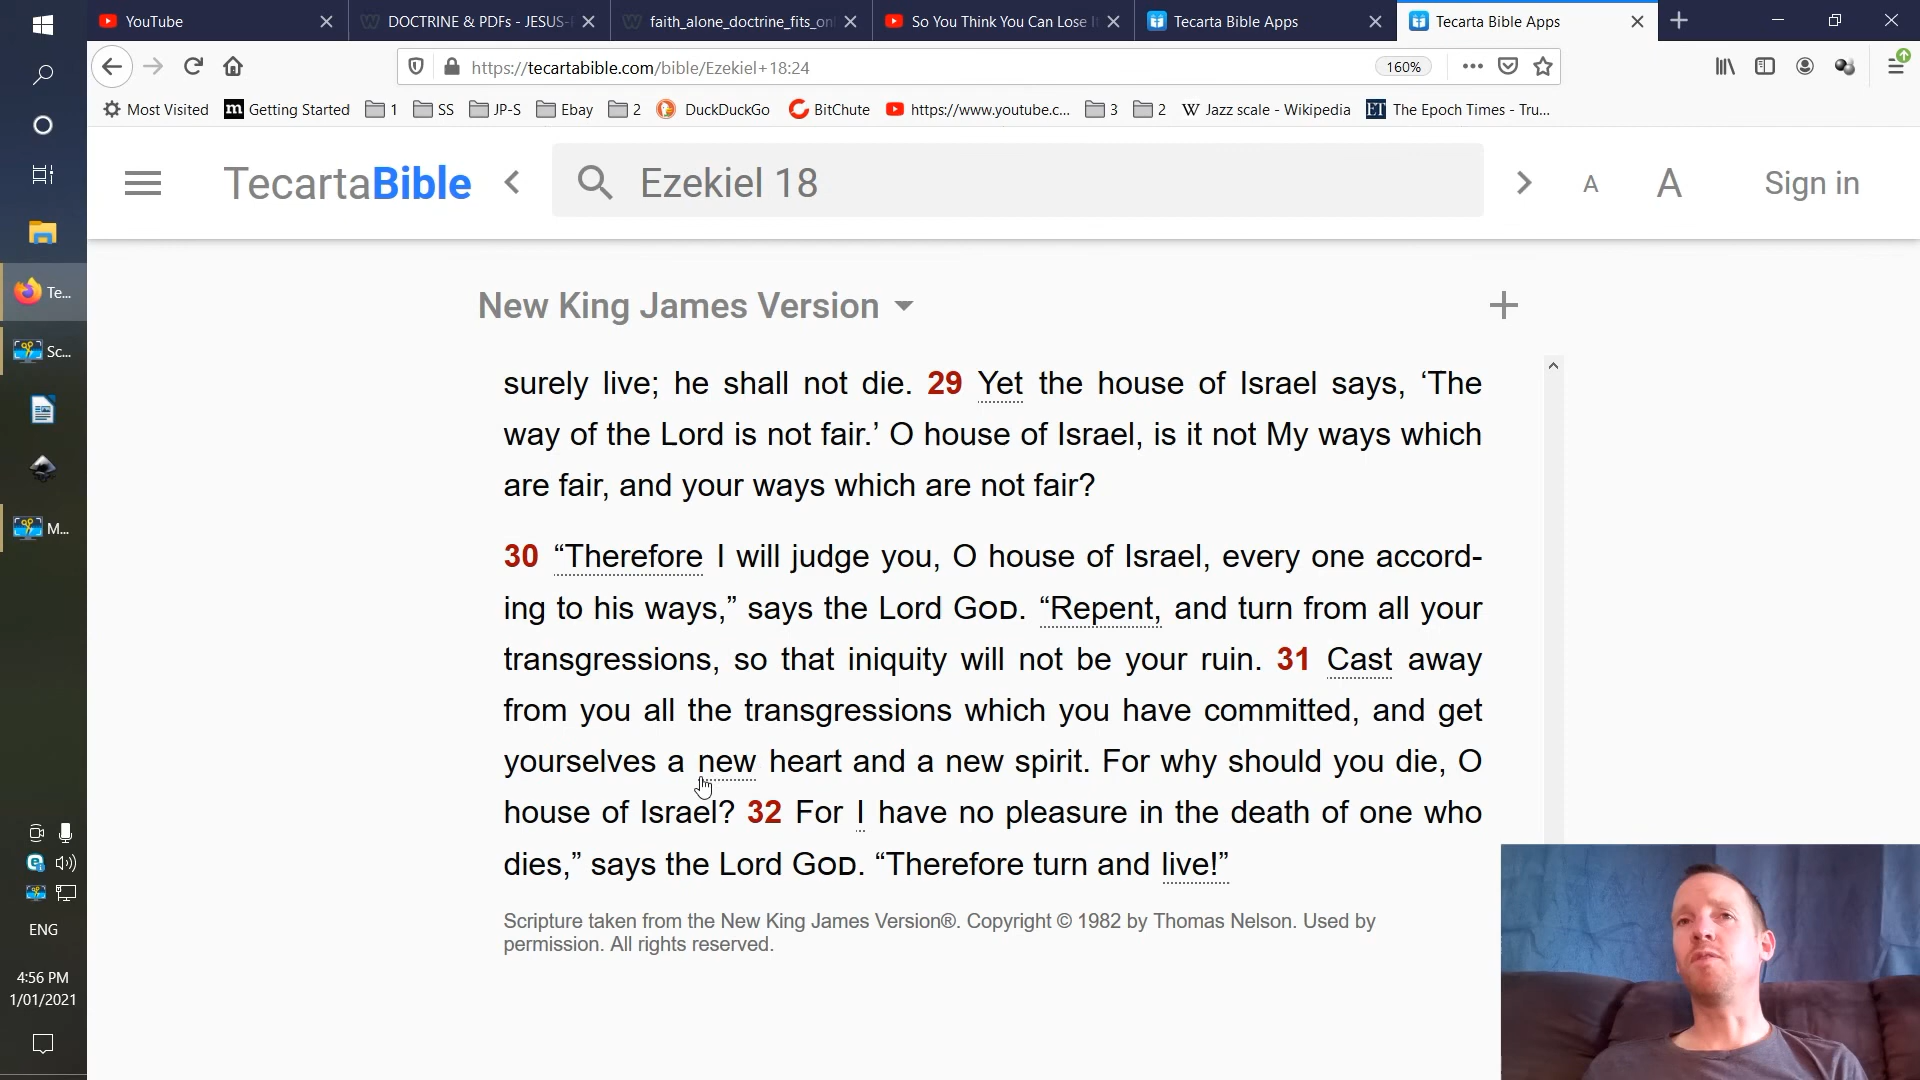 YouTube
DOCTRINE & PDFs - JESUS-
faith_alone_doctrine_fits_on
So You Think You Can Lose I
Tecarta Bible Apps
Tecarta Bible Apps
https://tecartabible.com/bible/Ezekiel+18:24
160%
Most Visited
Getting Started
1
SS
JP-S
Ebay
2
DuckDuckGo
BitChute
https://www.youtube.c...
3
2
W Jazz scale - Wikipedia
ET The Epoch Times - Tru...
TecartaBible
Ezekiel 18
A
A
Sign in
Te...
Sc...
M...
New King James Version
surely live; he shall not die. 29 Yet the house of Israel says, ‘The
way of the Lord is not fair.’ O house of Israel, is it not My ways which
are fair, and your ways which are not fair?
30 “Therefore I will judge you, O house of Israel, every one accord-
ing to his ways,” says the Lord GOD. “Repent, and turn from all your
transgressions, so that iniquity will not be your ruin. 31 Cast away
from you all the transgressions which you have committed, and get
yourselves a new heart and a new spirit. For why should you die, O
house of Israel? 32 For I have no pleasure in the death of one who
dies,” says the Lord GOD. “Therefore turn and live!”
Scripture taken from the New King James Version®. Copyright © 1982 by Thomas Nelson. Used by
permission. All rights reserved.
ENG
4:56 PM
1/01/2021